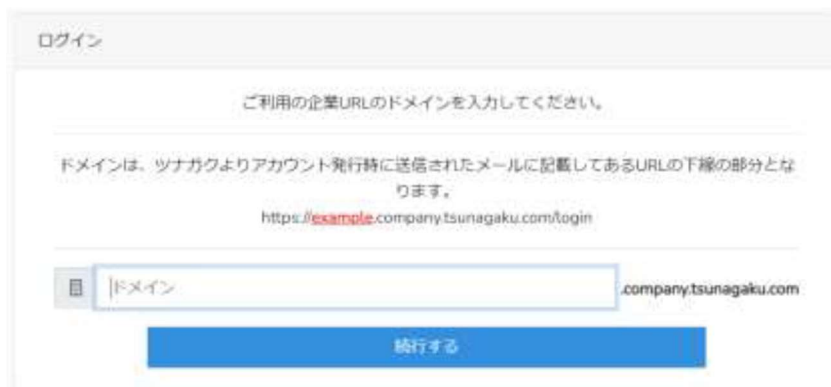 ログイン
ご利用の企業URLのドメインを入力してください。
ドメインは、ツナガクよりアカウント発行時に送信されたメールに記載してあるURLの下線の部分とな
ります。
https://example.company.tsunagaku.com/login
ドメイン .company.tsunagaku.com
続行する